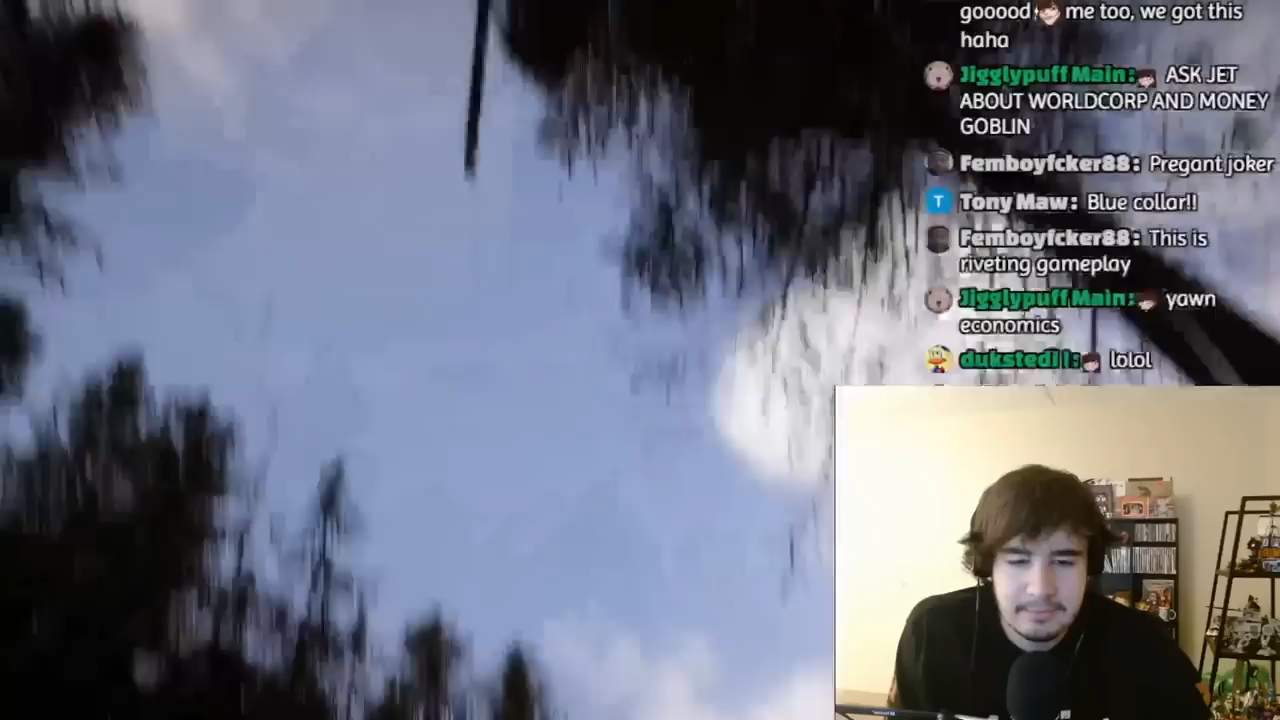 gooood me too, we got this
haha
Jigglypuff Main: ASK JET
ABOUT WORLDCORP AND MONEY
GOBLIN
Femboyfcker88: Pregant joker
T Tony Maw: Blue collar!!
Femboyfcker88: This is
riveting gameplay
Jigglypuff Main: yawn
economics
dukstedi1: lolol